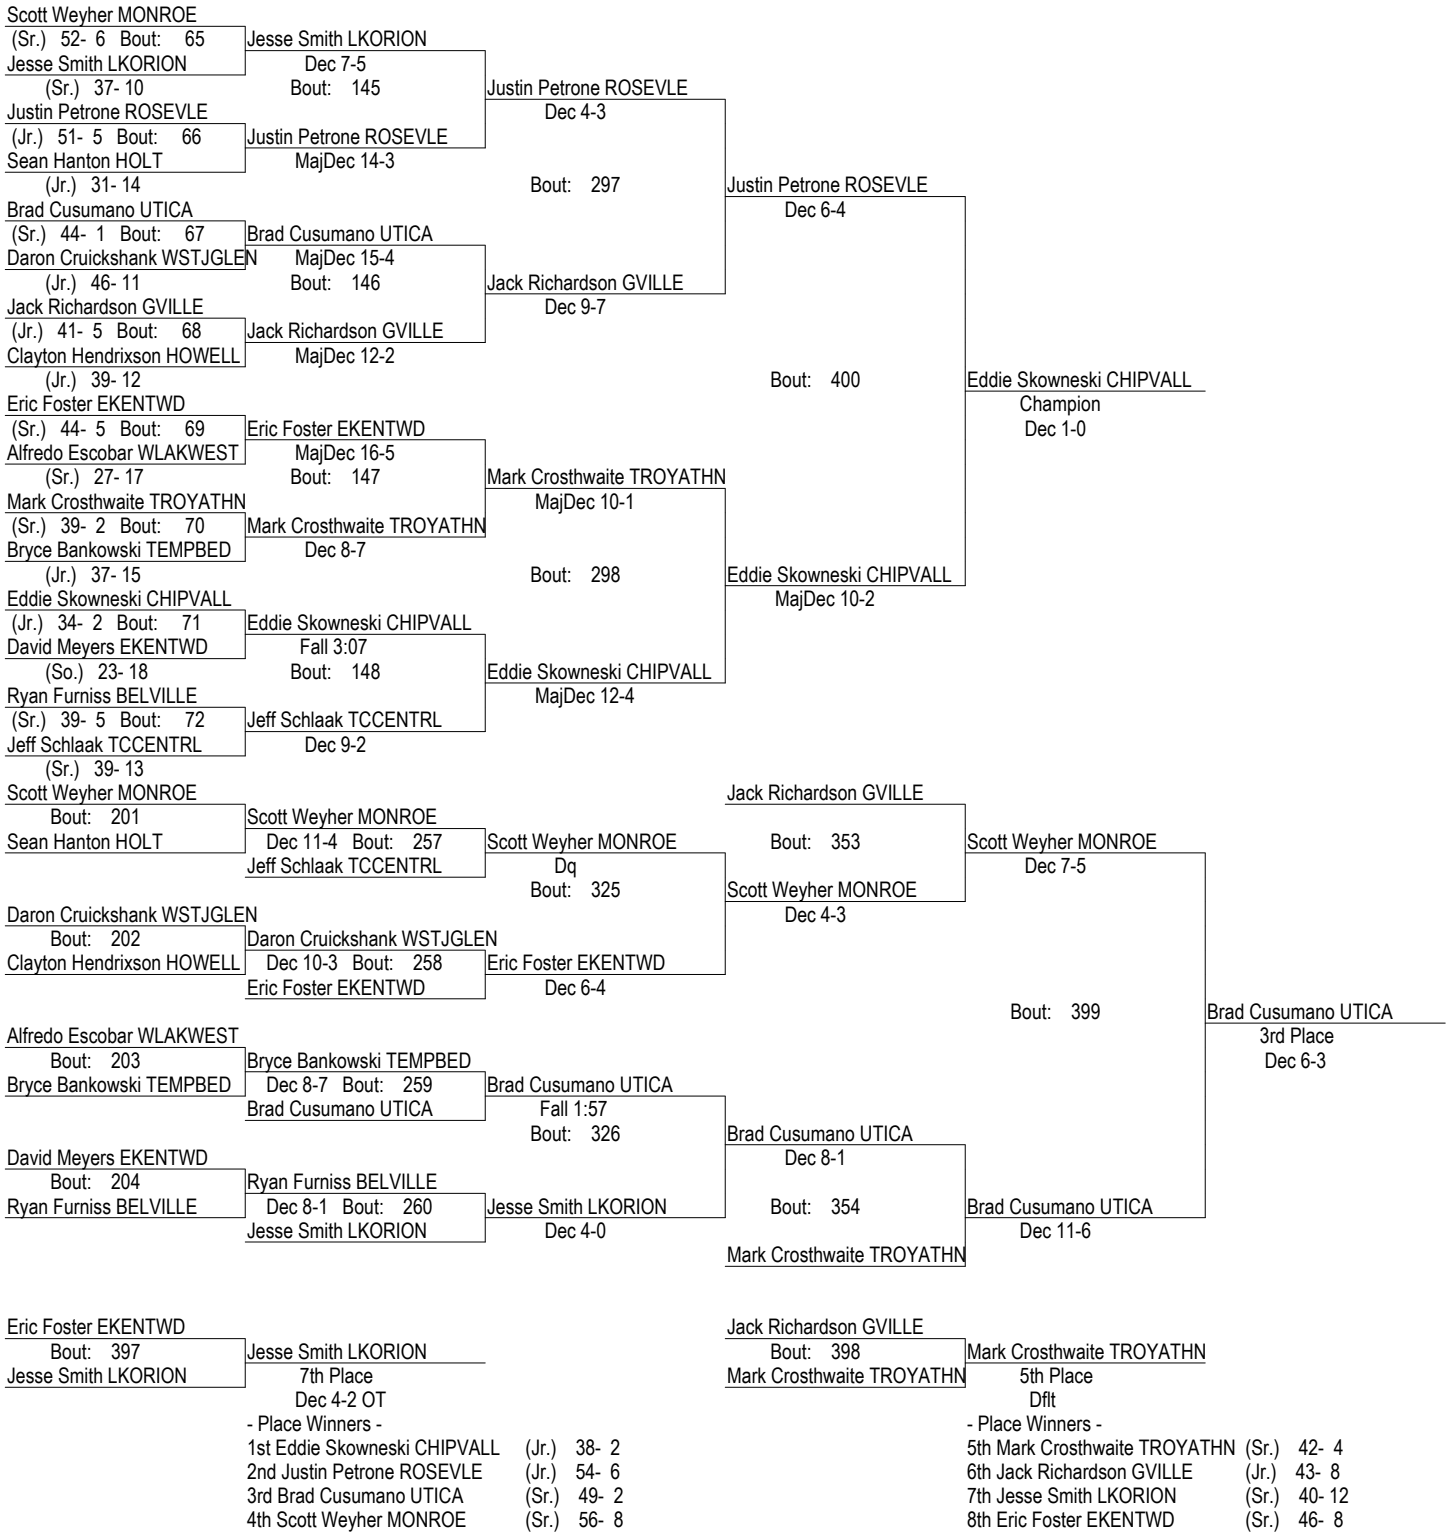 Scott Weyher MONROE
(Sr.) 52- 6 Bout: 65 Jesse Smith LKORION
Jesse Smith LKORION Dec 7-5
(Sr.) 37- 10 Bout: 145 Justin Petrone ROSEVLE
Justin Petrone ROSEVLE Dec 4-3
(Jr.) 51- 5 Bout: 66 Justin Petrone ROSEVLE
Sean Hanton HOLT MajDec 14-3
(Jr.) 31- 14 Bout: 297 Justin Petrone ROSEVLE
Brad Cusumano UTICA Dec 6-4
(Sr.) 44- 1 Bout: 67 Brad Cusumano UTICA
Daron Cruickshank WSTJGLEN MajDec 15-4
(Jr.) 46- 11 Bout: 146 Jack Richardson GVILLE
Jack Richardson GVILLE Dec 9-7
(Jr.) 41- 5 Bout: 68 Jack Richardson GVILLE
Clayton Hendrixson HOWELL MajDec 12-2
(Jr.) 39- 12 Bout: 400 Eddie Skowneski CHIPVALL
Eric Foster EKENTWD Champion
(Sr.) 44- 5 Bout: 69 Eric Foster EKENTWD Dec 1-0
Alfredo Escobar WLAKWEST MajDec 16-5
(Sr.) 27- 17 Bout: 147 Mark Crosthwaite TROYATHN
Mark Crosthwaite TROYATHN MajDec 10-1
(Sr.) 39- 2 Bout: 70 Mark Crosthwaite TROYATHN
Bryce Bankowski TEMPBED Dec 8-7
(Jr.) 37- 15 Bout: 298 Eddie Skowneski CHIPVALL
Eddie Skowneski CHIPVALL MajDec 10-2
(Jr.) 34- 2 Bout: 71 Eddie Skowneski CHIPVALL
David Meyers EKENTWD Fall 3:07
(So.) 23- 18 Bout: 148 Eddie Skowneski CHIPVALL
Ryan Furniss BELVILLE MajDec 12-4
(Sr.) 39- 5 Bout: 72 Jeff Schlaak TCCENTRL
Jeff Schlaak TCCENTRL Dec 9-2
(Sr.) 39- 13
Scott Weyher MONROE Jack Richardson GVILLE
Bout: 201 Scott Weyher MONROE
Sean Hanton HOLT Dec 11-4 Bout: 257 Scott Weyher MONROE Bout: 353 Scott Weyher MONROE
Jeff Schlaak TCCENTRL Dq Dec 7-5
Bout: 325 Scott Weyher MONROE
Daron Cruickshank WSTJGLEN Dec 4-3
Bout: 202 Daron Cruickshank WSTJGLEN
Clayton Hendrixson HOWELL Dec 10-3 Bout: 258 Eric Foster EKENTWD
Eric Foster EKENTWD Dec 6-4
Bout: 399 Brad Cusumano UTICA
Alfredo Escobar WLAKWEST 3rd Place
Bout: 203 Bryce Bankowski TEMPBED Dec 6-3
Bryce Bankowski TEMPBED Dec 8-7 Bout: 259 Brad Cusumano UTICA
Brad Cusumano UTICA Fall 1:57
Bout: 326 Brad Cusumano UTICA
David Meyers EKENTWD Dec 8-1
Bout: 204 Ryan Furniss BELVILLE
Ryan Furniss BELVILLE Dec 8-1 Bout: 260 Jesse Smith LKORION Bout: 354 Brad Cusumano UTICA
Jesse Smith LKORION Dec 4-0 Dec 11-6
Mark Crosthwaite TROYATHN
Eric Foster EKENTWD Jack Richardson GVILLE
Bout: 397 Jesse Smith LKORION Bout: 398 Mark Crosthwaite TROYATHN
Jesse Smith LKORION 7th Place Mark Crosthwaite TROYATHN 5th Place
Dec 4-2 OT Dflt
- Place Winners - - Place Winners -
1st Eddie Skowneski CHIPVALL (Jr.) 38- 2 5th Mark Crosthwaite TROYATHN (Sr.) 42- 4
2nd Justin Petrone ROSEVLE (Jr.) 54- 6 6th Jack Richardson GVILLE (Jr.) 43- 8
3rd Brad Cusumano UTICA (Sr.) 49- 2 7th Jesse Smith LKORION (Sr.) 40- 12
4th Scott Weyher MONROE (Sr.) 56- 8 8th Eric Foster EKENTWD (Sr.) 46- 8